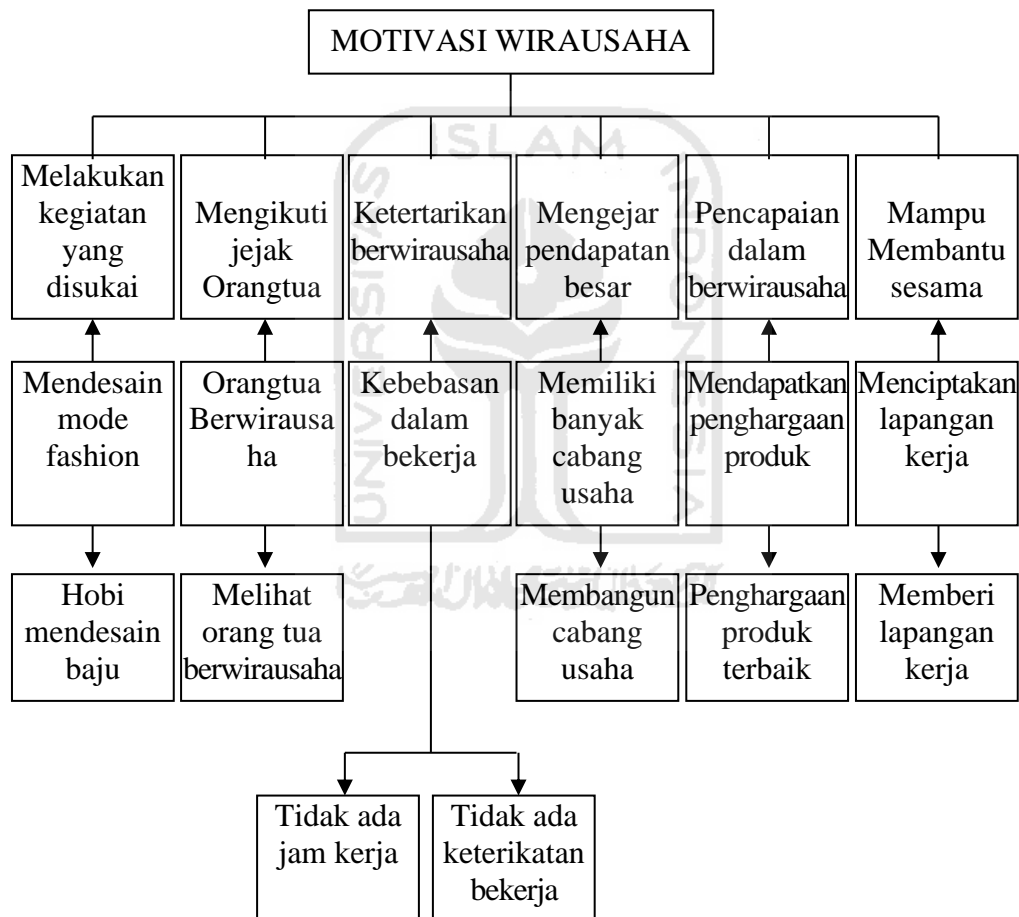 MOTIVASI WIRAUSAHA
Melakukan
kegiatan
yang
disukai
Mengikuti
jejak
Orangtua
Ketertarikan
berwirausaha
Mengejar
pendapatan
besar
Pencapaian
dalam
berwirausaha
Mampu
Membantu
sesama
Mendesain
mode
fashion
Orangtua
Berwirausa
ha
Kebebasan
dalam
bekerja
Memiliki
banyak
cabang
usaha
Mendapatkan
penghargaan
produk
Menciptakan
lapangan
kerja
Hobi
mendesain
baju
Melihat
orang tua
berwirausaha
Membangun
cabang
usaha
Penghargaan
produk
terbaik
Memberi
lapangan
kerja
Tidak ada
jam kerja
Tidak ada
keterikatan
bekerja
UNIVERSITAS
ISLAM
INDONESIA